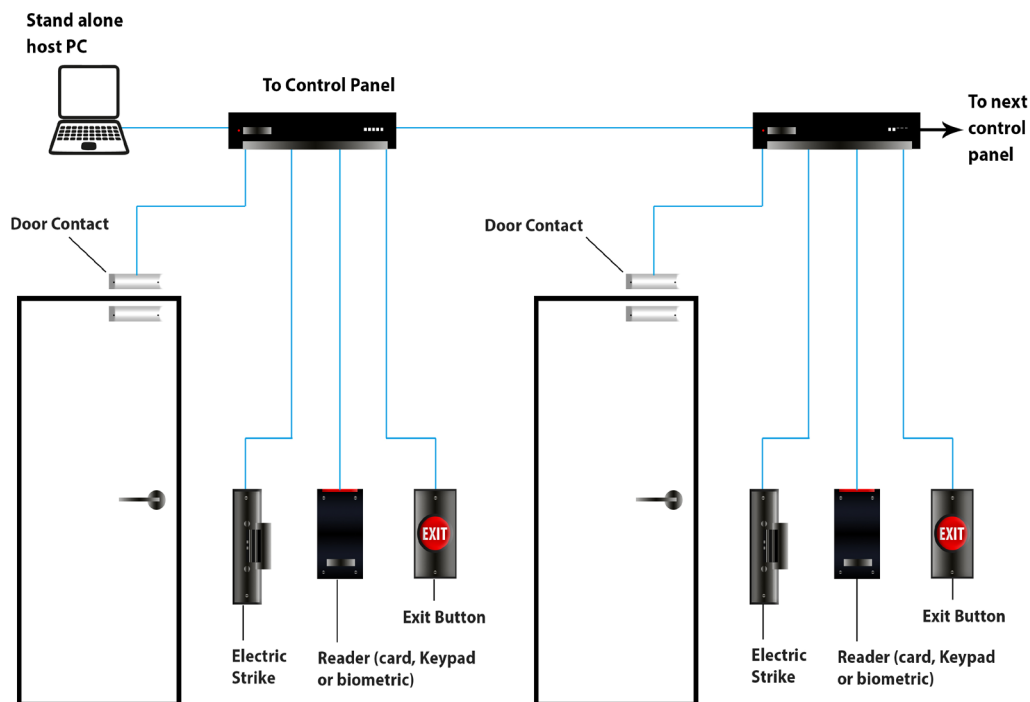 Stand alone
host PC
To Control Panel
To next
control
panel
Door Contact
Door Contact
EXIT
EXIT
Exit Button
Exit Button
Electric
Strike
Reader (card, Keypad
or biometric)
Electric
Strike
Reader (card, Keypad
or biometric)